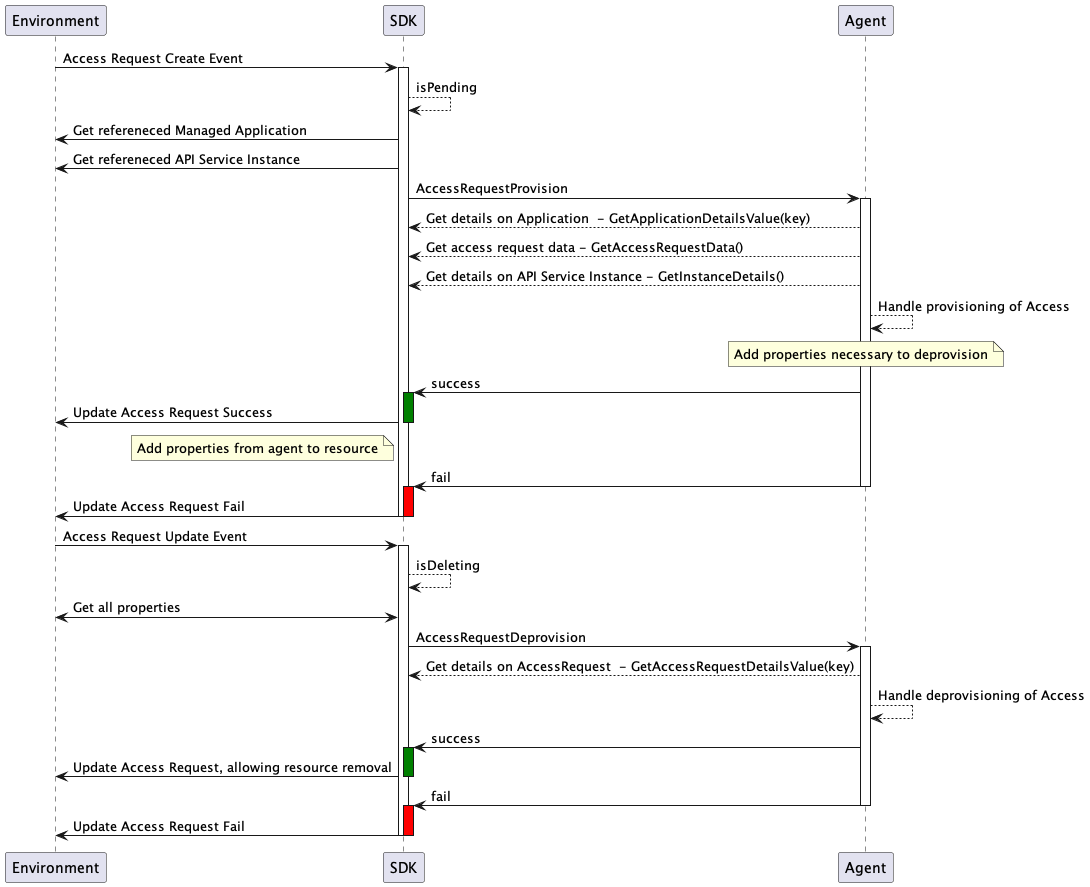 Environment
SDK
Agent
Access Request Create Event
isPending
Get refereneced Managed Application
Get refereneced API Service Instance
AccessRequestProvision
Get details on Application - GetApplicationDetailsValue(key)
Get access request data - GetAccessRequestData()
Get details on API Service Instance - GetInstanceDetails()
Handle provisioning of Access
Add properties necessary to deprovision
success
Update Access Request Success
Add properties from agent to resource
fail
Update Access Request Fail
Access Request Update Event
isDeleting
Get all properties
AccessRequestDeprovision
Get details on AccessRequest - GetAccessRequestDetailsValue(key)
Handle deprovisioning of Access
success
Update Access Request, allowing resource removal
fail
Update Access Request Fail
Environment
SDK
Agent